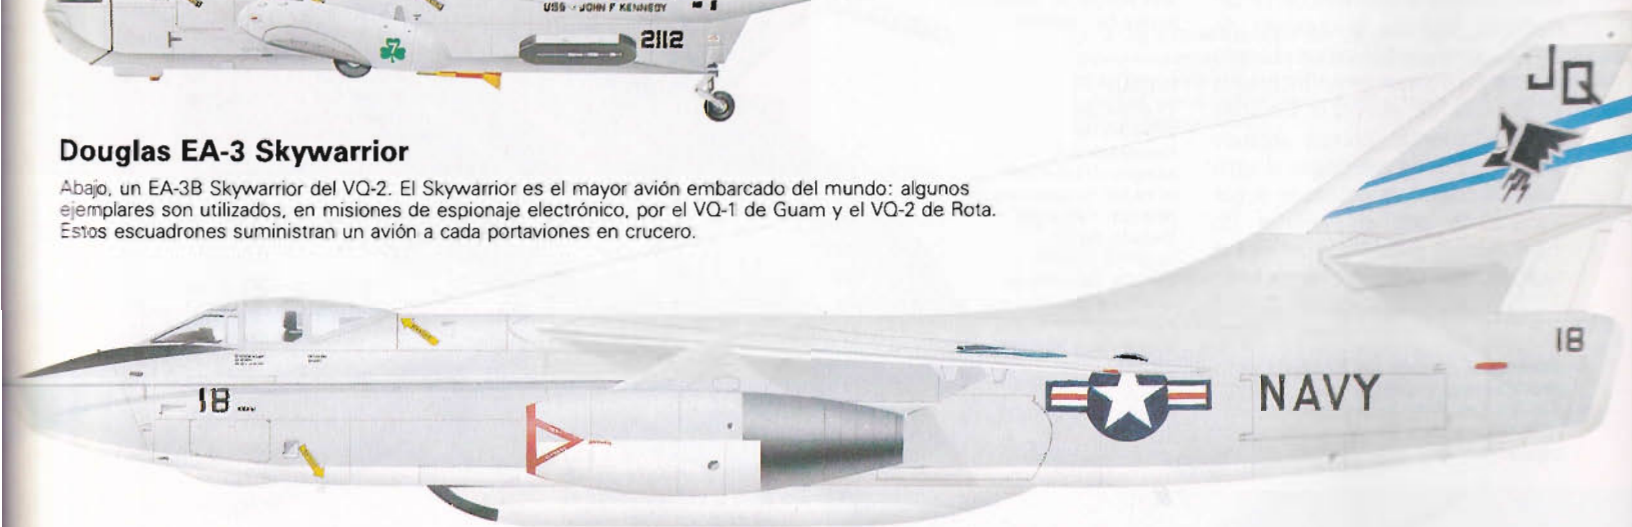 USS JOHN F KENNEDY
7
2112
JQ
Douglas EA-3 Skywarrior
Abajo, un EA-3B Skywarrior del VQ-2. El Skywarrior es el mayor avión embarcado del mundo: algunos
ejemplares son utilizados, en misiones de espionaje electrónico, por el VQ-1 de Guam y el VQ-2 de Rota.
Estos escuadrones suministran un avión a cada portaviones en crucero.
18
NAVY
18